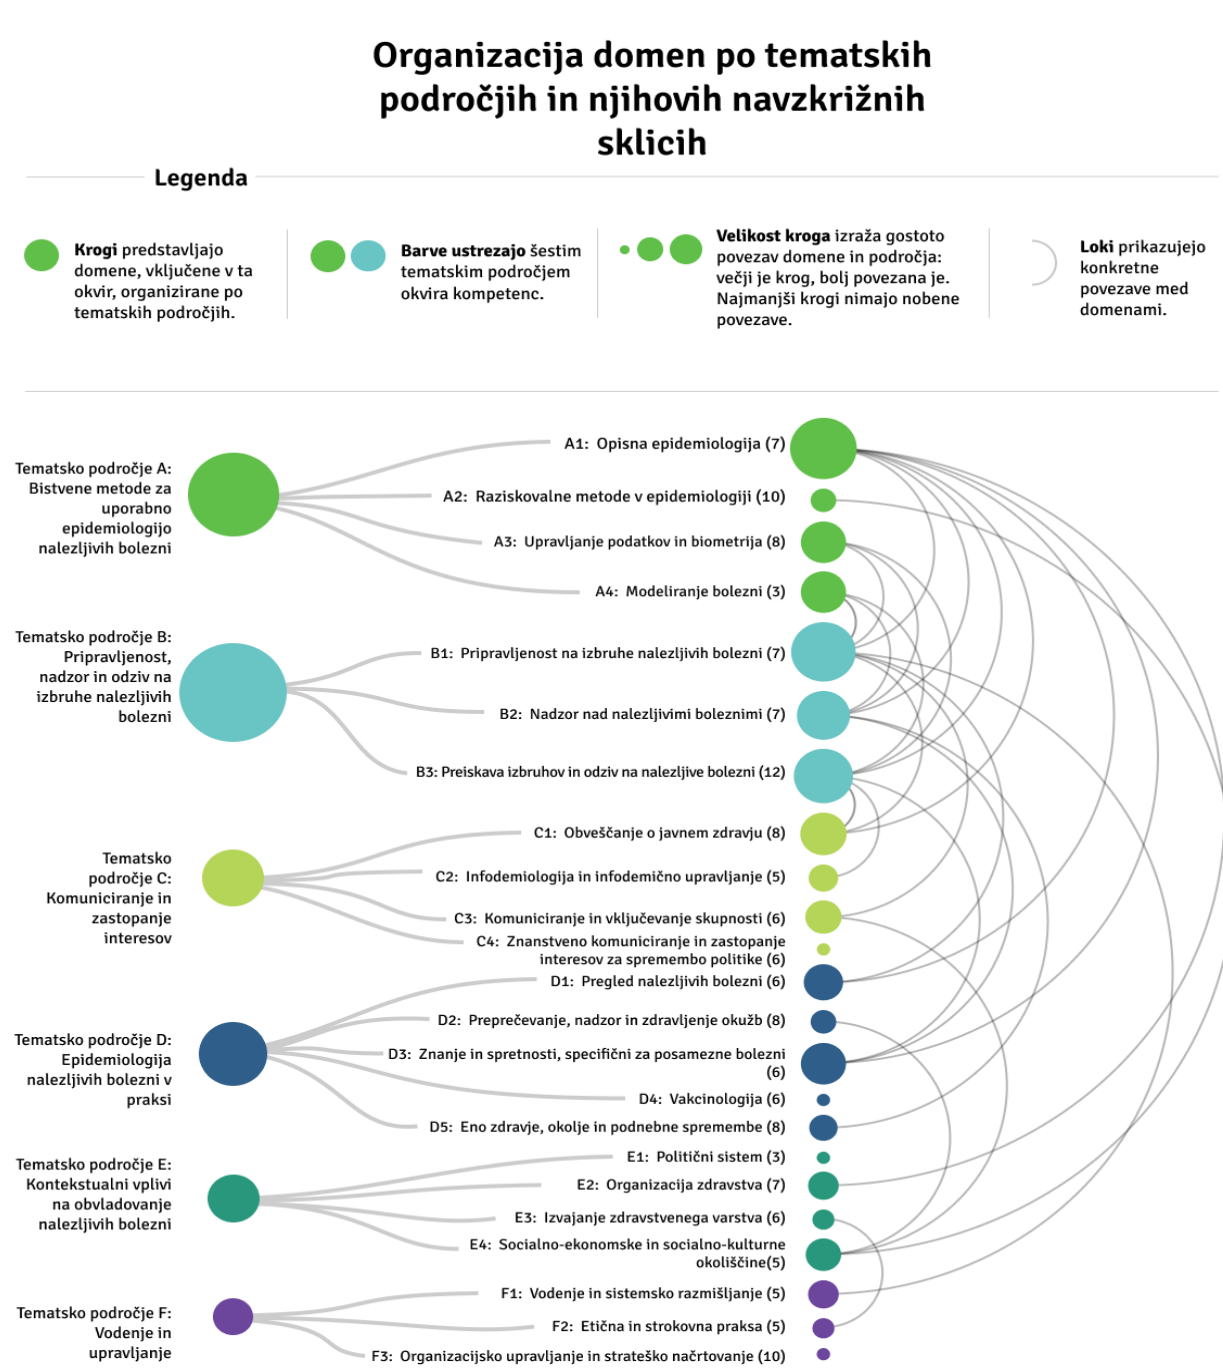 Organizacija domen po tematskih
področjih in njihovih navzkrižnih
sklicih
Legenda
Krogi predstavljajo
domene, vključene v ta
okvir, organizirane po
tematskih področjih.
Barve ustrezajo šestim
tematskim področjem
okvira kompetenc.
Velikost kroga izraža gostoto
povezav domene in področja:
večji je krog, bolj povezana je.
Najmanjši krogi nimajo nobene
povezave.
Loki prikazujejo
konkretne
povezave med
domenami.
Tematsko področje A:
Bistvene metode za
uporabno
epidemiologijo
nalezljivih bolezni
A1: Opisna epidemiologija (7)
A2: Raziskovalne metode v epidemiologiji (10)
A3: Upravljanje podatkov in biometrija (8)
A4: Modeliranje bolezni (3)
Tematsko področje B:
Pripravljenost,
nadzor in odziv na
izbruhe nalezljivih
bolezni
B1: Pripravljenost na izbruhe nalezljivih bolezni (7)
B2: Nadzor nad nalezljivimi boleznimi (7)
B3: Preiskava izbruhov in odziv na nalezljive bolezni (12)
Tematsko
področje C:
Komuniciranje in
zastopanje
interesov
C1: Obveščanje o javnem zdravju (8)
C2: Infodemiologija in infodemično upravljanje (5)
C3: Komuniciranje in vključevanje skupnosti (6)
C4: Znanstveno komuniciranje in zastopanje
interesov za spremembo politike (6)
Tematsko področje D:
Epidemiologija
nalezljivih bolezni v
praksi
D1: Pregled nalezljivih bolezni (6)
D2: Preprečevanje, nadzor in zdravljenje okužb (8)
D3: Znanje in spretnosti, specifični za posamezne bolezni
(6)
D4: Vakcinologija (6)
D5: Eno zdravje, okolje in podnebne spremembe (8)
Tematsko področje E:
Kontekstualni vplivi
na obvladovanje
nalezljivih bolezni
E1: Politični sistem (3)
E2: Organizacija zdravstva (7)
E3: Izvajanje zdravstvenega varstva (6)
E4: Socialno-ekonomske in socialno-kulturne
okoliščine(5)
Tematsko področje F:
Vodenje in
upravljanje
F1: Vodenje in sistemsko razmišljanje (5)
F2: Etična in strokovna praksa (5)
F3: Organizacijsko upravljanje in strateško načrtovanje (10)